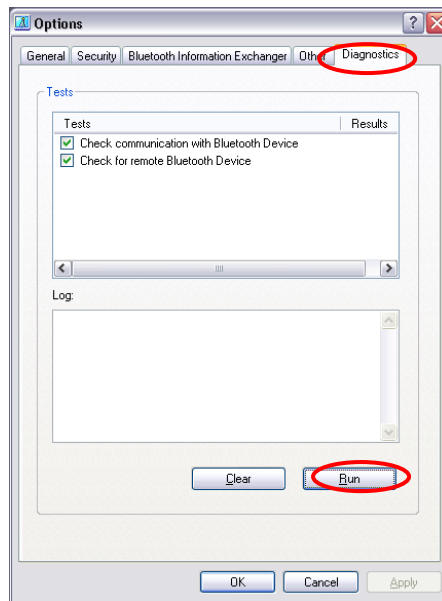 Options
General Security Bluetooth Information Exchanger Other Diagnostics
Tests
Tests Results
Check communication with Bluetooth Device
Check for remote Bluetooth Device
Log:
Clear Run
OK Cancel Apply